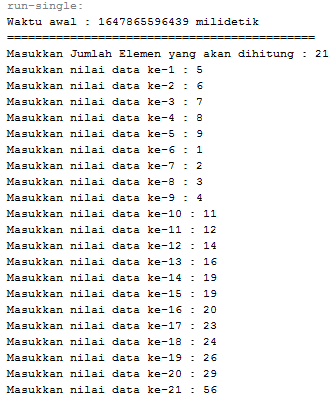 run-single:
Waktu awal : 1647865596439 milidetik
============================================
Masukkan Jumlah Elemen yang akan dihitung : 21
Masukkan nilai data ke-1 : 5
Masukkan nilai data ke-2 : 6
Masukkan nilai data ke-3 : 7
Masukkan nilai data ke-4 : 8
Masukkan nilai data ke-5 : 9
Masukkan nilai data ke-6 : 1
Masukkan nilai data ke-7 : 2
Masukkan nilai data ke-8 : 3
Masukkan nilai data ke-9 : 4
Masukkan nilai data ke-10 : 11
Masukkan nilai data ke-11 : 12
Masukkan nilai data ke-12 : 14
Masukkan nilai data ke-13 : 16
Masukkan nilai data ke-14 : 19
Masukkan nilai data ke-15 : 19
Masukkan nilai data ke-16 : 20
Masukkan nilai data ke-17 : 23
Masukkan nilai data ke-18 : 24
Masukkan nilai data ke-19 : 26
Masukkan nilai data ke-20 : 29
Masukkan nilai data ke-21 : 56